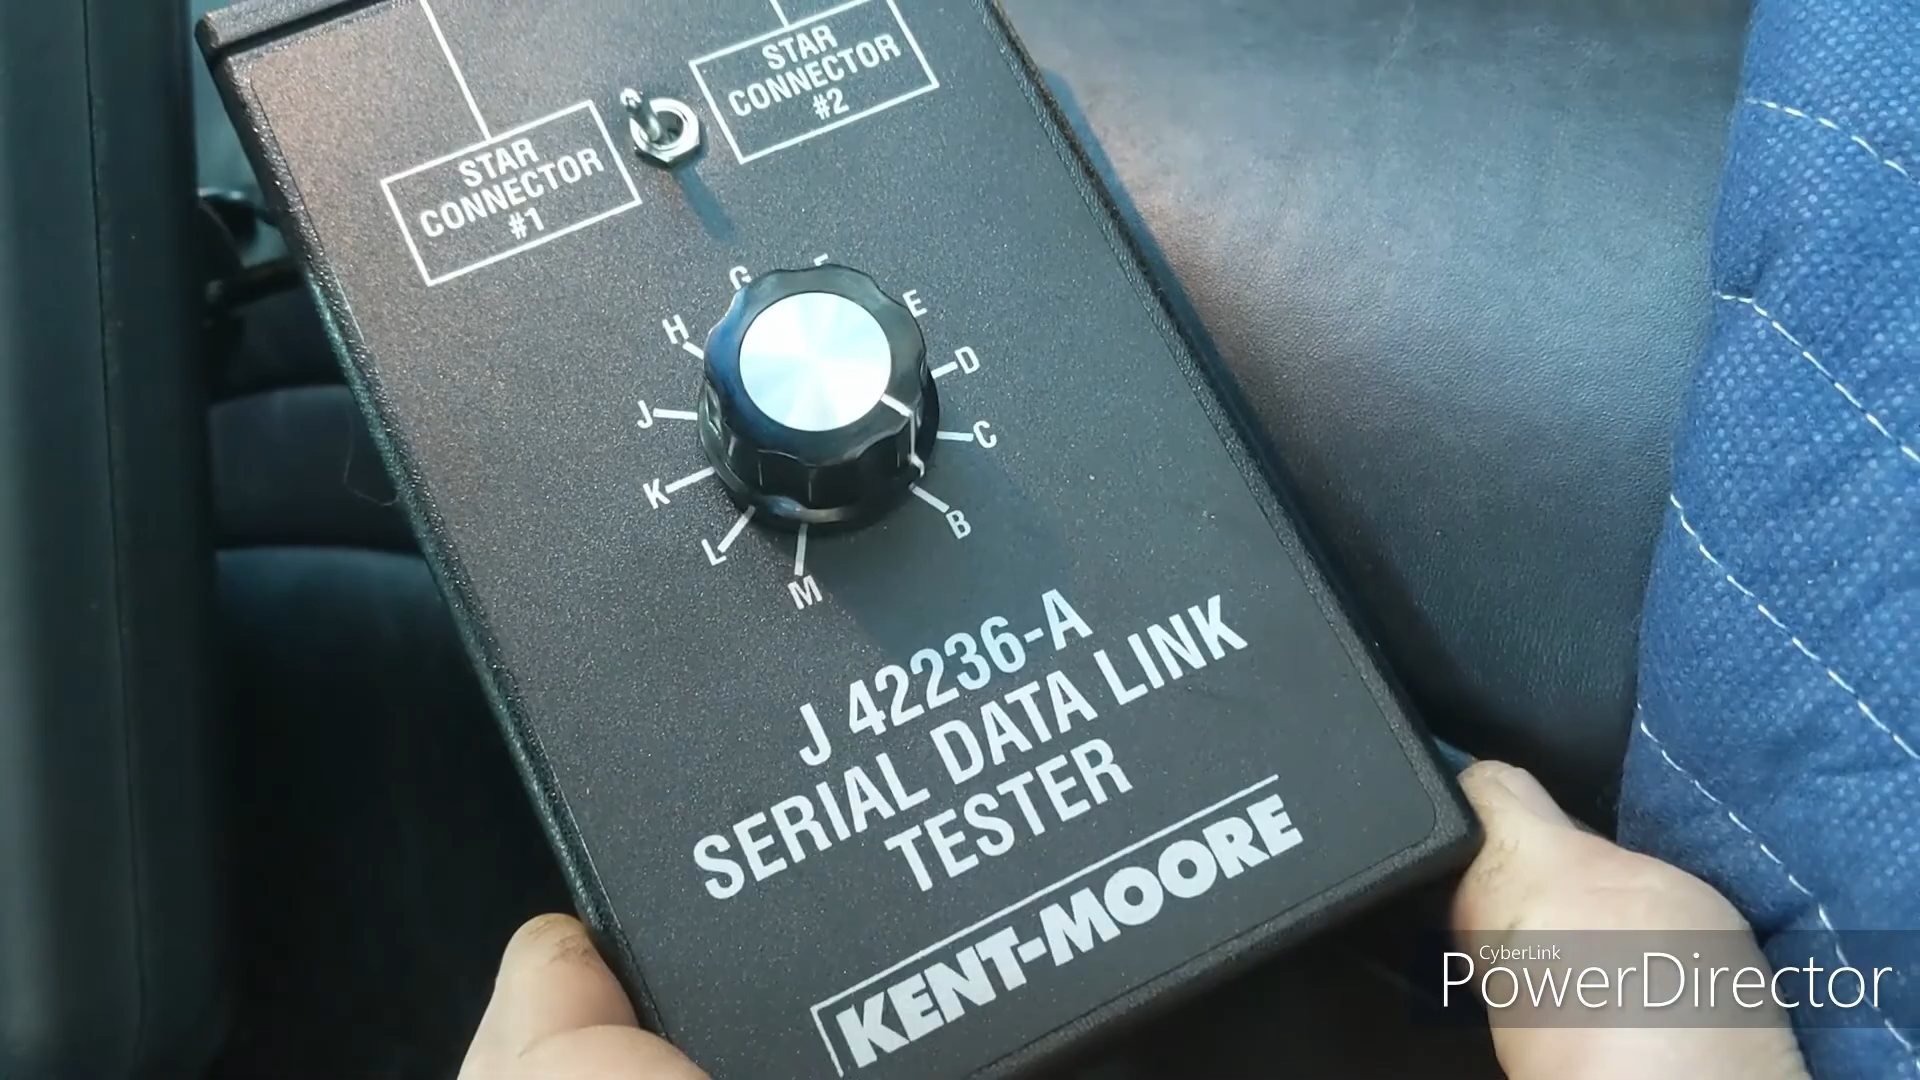 STAR
CONNECTOR
#1
STAR
CONNECTOR
#2
G
F
E
H
D
J
C
K
B
L
M
J 42236-A
SERIAL DATA LINK
TESTER
KENT-MOORE
CyberLink
PowerDirector